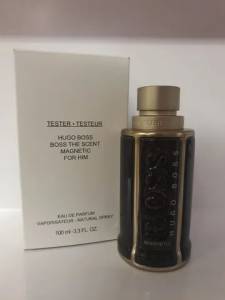 TESTER • TESTEUR
HUGO BOSS
BOSS THE SCENT
MAGNETIC
FOR HIM
EAU DE PARFUM
VAPORISATEUR - NATURAL SPRAY
100 ml - 3.3 FL. OZ.
BOSS
HUGO BOSS
MAGNETIC